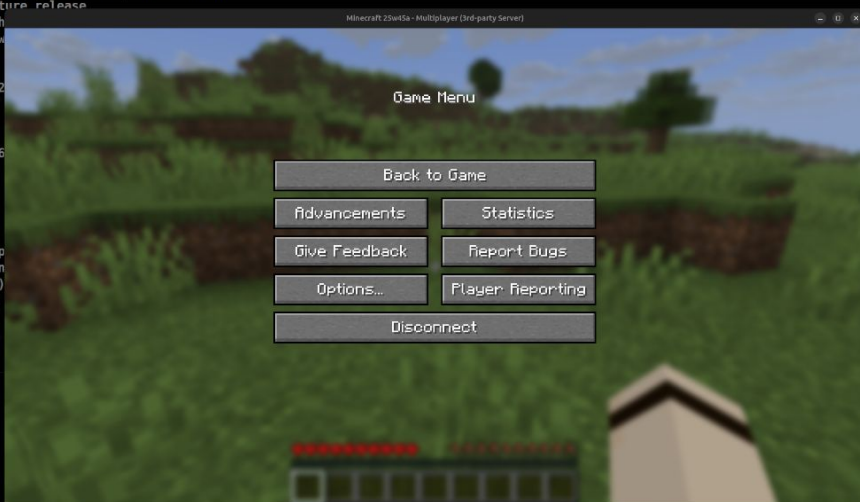 ture release
Minecraft 25w45a - Multiplayer (3rd-party Server)
Game Menu
Back to Game
Advancements
Statistics
Give Feedback
Report Bugs
Options...
Player Reporting
Disconnect